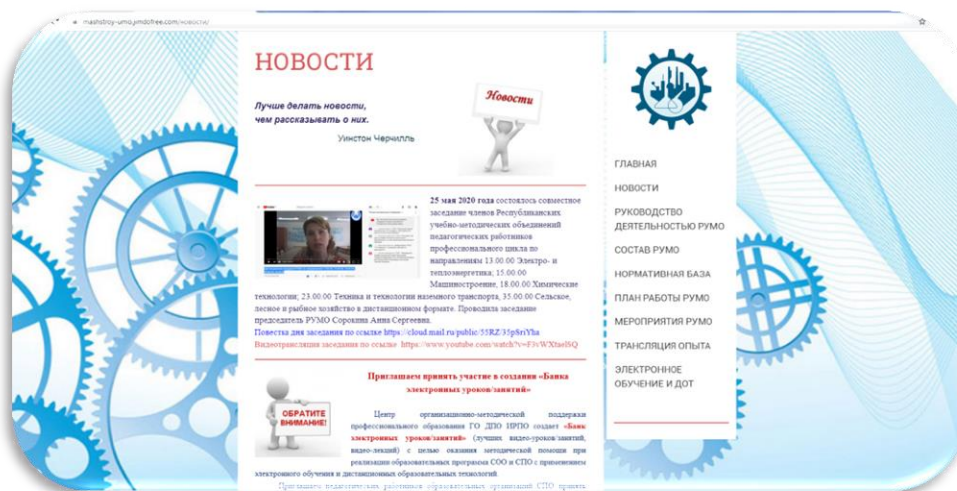 mashstroy-umo.jimdofree.com/новости/
НОВОСТИ
Лучше делать новости,
чем рассказывать о них.
Уинстон Черчилль
Новости
25 мая 2020 года состоялось совместное
заседание членов Республиканских
учебно-методических объединений
педагогических работников
профессионального цикла по
направлениям 13.00.00 Электро- и
теплоэнергетика; 15.00.00
Машиностроение, 18.00.00 Химические
технологии; 23.00.00 Техника и технологии наземного транспорта, 35.00.00 Сельское,
лесное и рыбное хозяйство в дистанционном формате. Проводила заседание
председатель РУМО Сорокина Анна Сергеевна.
Повестка дня заседания по ссылке https://cloud.mail.ru/public/
Видеотрансляция заседания по ссылке https://www.youtube.com/
Приглашаем принять участие в создании «Банка
электронных уроков/занятий»
ОБРАТИТЕ
ВНИМАНИЕ!
Центр организационно-методической поддержки
профессионального образования ГО ДПО ИРПО создает «Банк
электронных уроков/занятий» (лучших видео-уроков/занятий,
видео-лекций) с целью оказания методической помощи при
реализации образовательных программ СОО и СПО с применением
электронного обучения и дистанционных образовательных технологий.
Приглашаем педагогических работников образовательных организаций СПО принять
ГЛАВНАЯ
НОВОСТИ
РУКОВОДСТВО
ДЕЯТЕЛЬНОСТЬЮ РУМО
СОСТАВ РУМО
НОРМАТИВНАЯ БАЗА
ПЛАН РАБОТЫ РУМО
МЕРОПРИЯТИЯ РУМО
ТРАНСЛЯЦИЯ ОПЫТА
ЭЛЕКТРОННОЕ
ОБУЧЕНИЕ И ДОТ